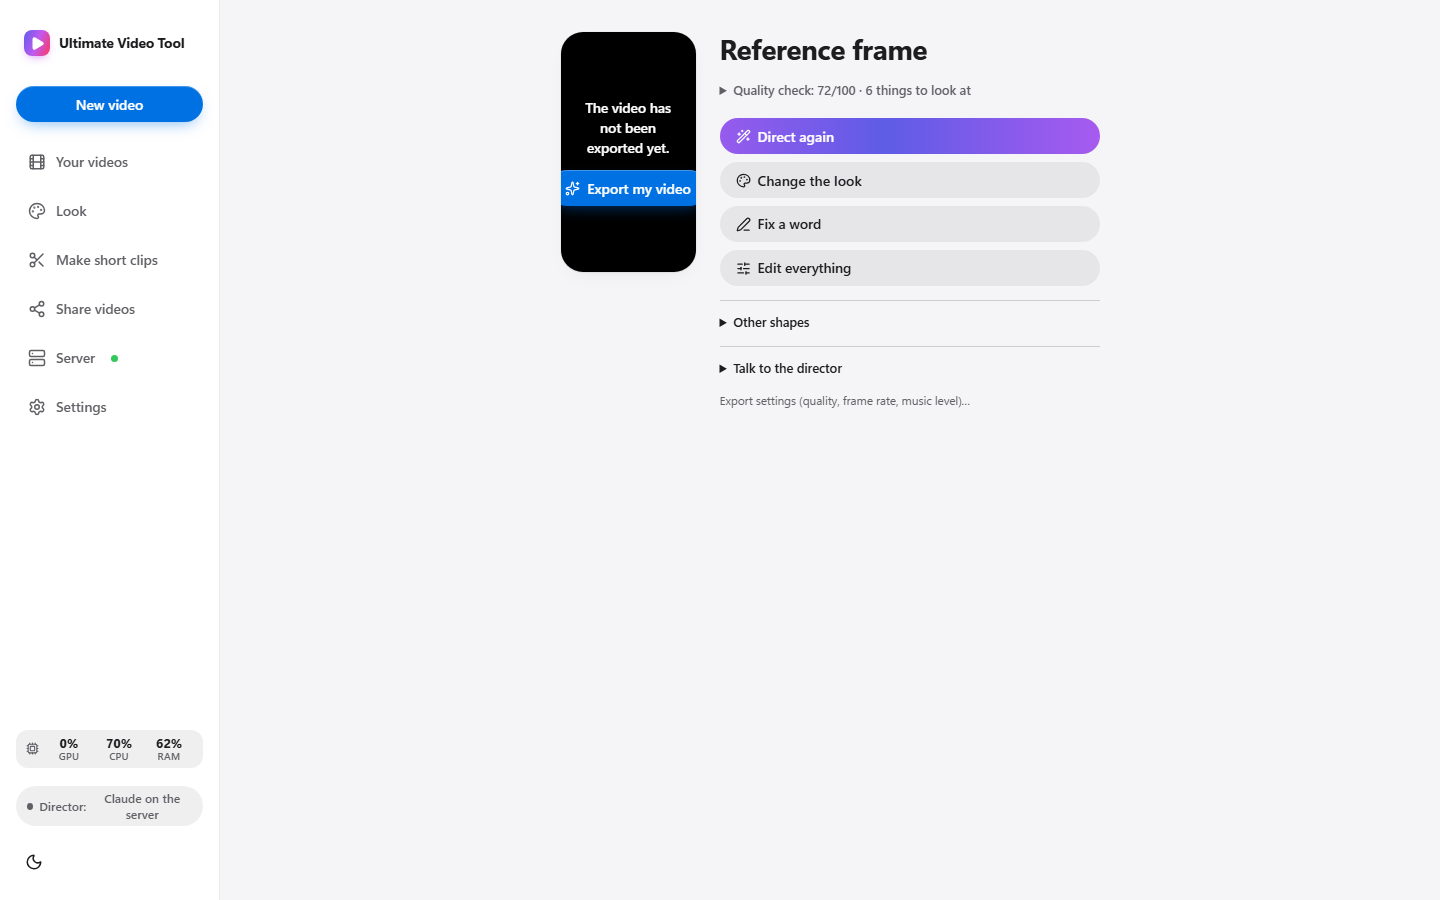 Ultimate Video Tool
New video
Your videos
Look
Make short clips
Share videos
Server
Settings
0% 70% 62%
GPU CPU RAM
Director: Claude on the
server
The video has
not been
exported yet.
Export my video
Reference frame
Quality check: 72/100 · 6 things to look at
Direct again
Change the look
Fix a word
Edit everything
Other shapes
Talk to the director
Export settings (quality, frame rate, music level)...